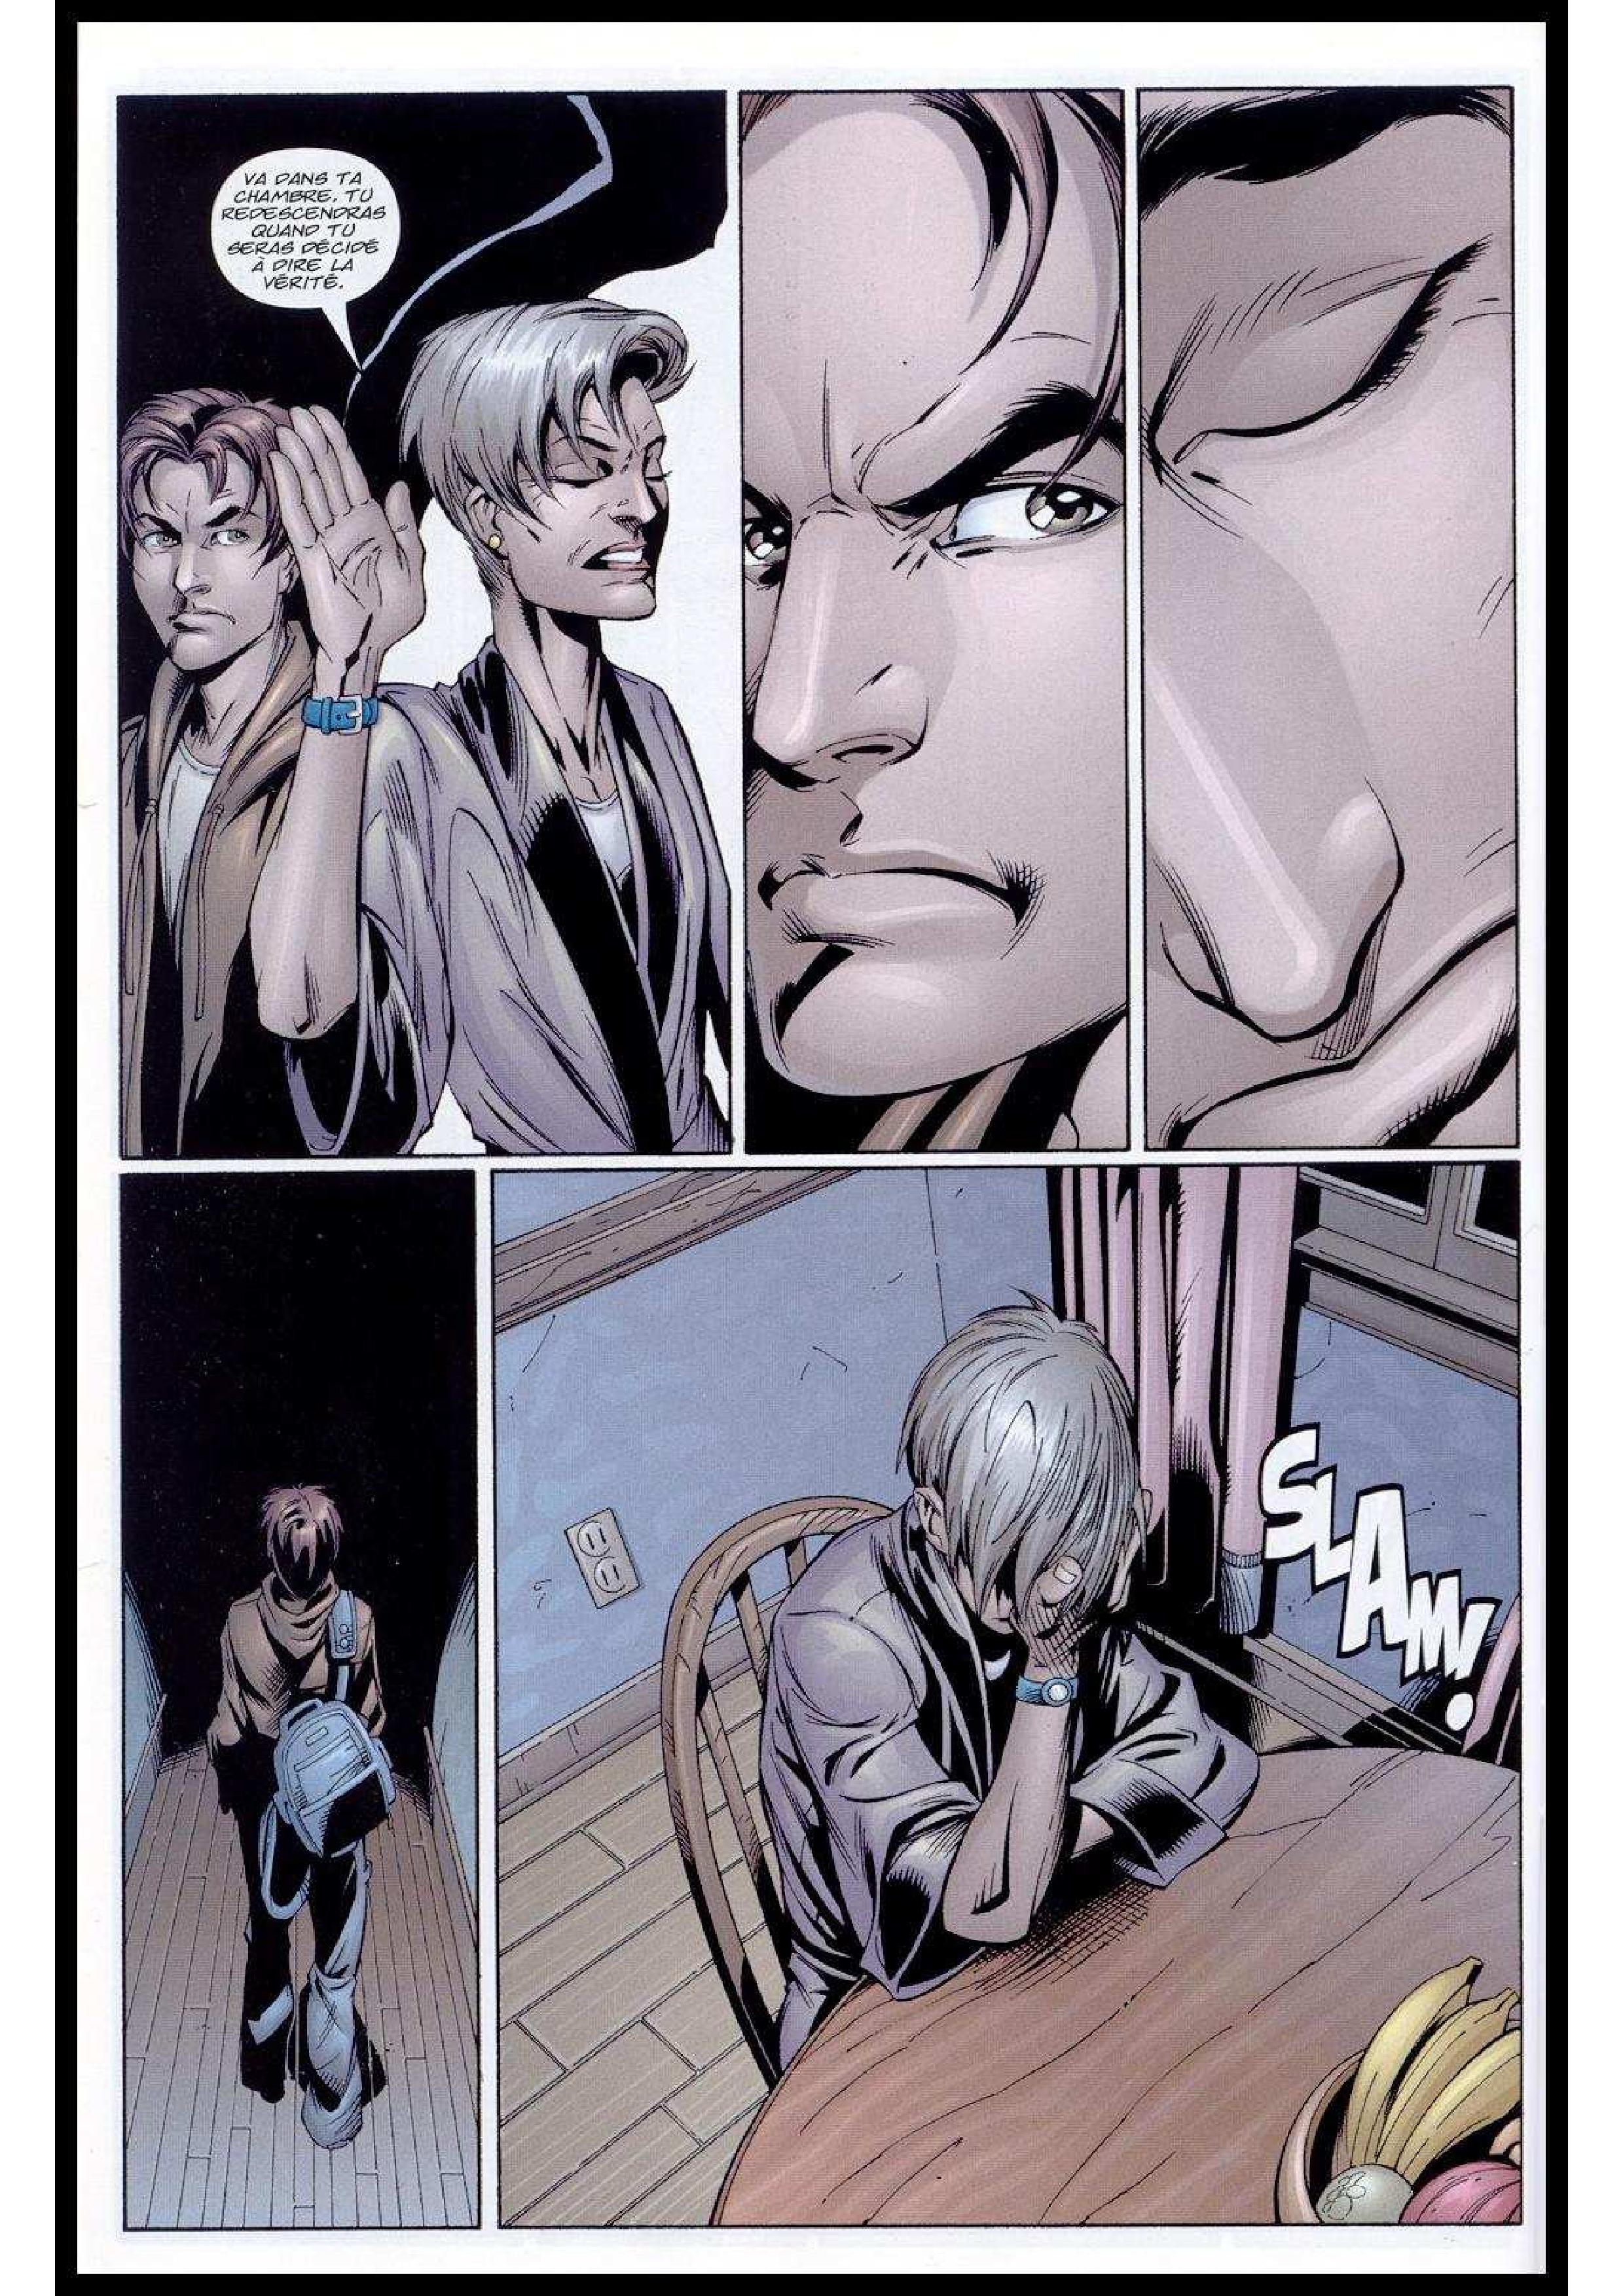 VA DANS TA
CHAMBRE. TU
REDESCENDRAS
QUAND TU
SERAS DÉCIDÉ
À DIRE LA
VÉRITÉ.
SLAM!